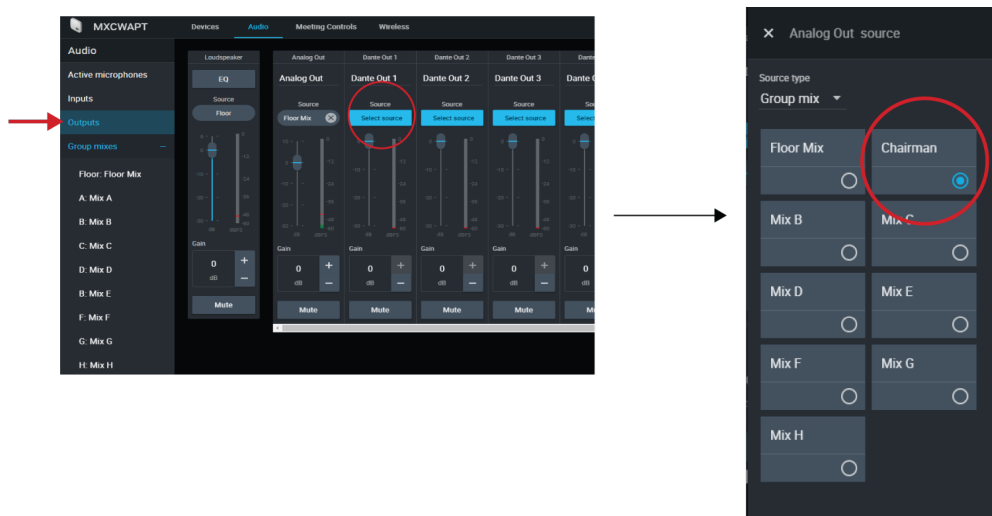 MXCWAPT
Devices Audio Meeting Controls Wireless
Audio
Active microphones
Inputs
Outputs
Group mixes
Floor: Floor Mix
A: Mix A
B: Mix B
C: Mix C
D: Mix D
B: Mix E
F: Mix F
G: Mix G
H: Mix H
Loudspeaker
EQ
Source
Floor
Gain
0
dB
Mute
Analog Out
Analog Out
Source
Floor Mix
Gain
0
dB
Mute
Dante Out 1
Dante Out 1
Source
Select source
Gain
0
dB
Mute
Dante Out 2
Dante Out 2
Source
Select source
Gain
0
dB
Mute
Dante Out 3
Dante Out 3
Source
Select source
Gain
0
dB
Mute
Analog Out source
Source type
Group mix
Floor Mix
Chairman
Mix B
Mix C
Mix D
Mix E
Mix F
Mix G
Mix H